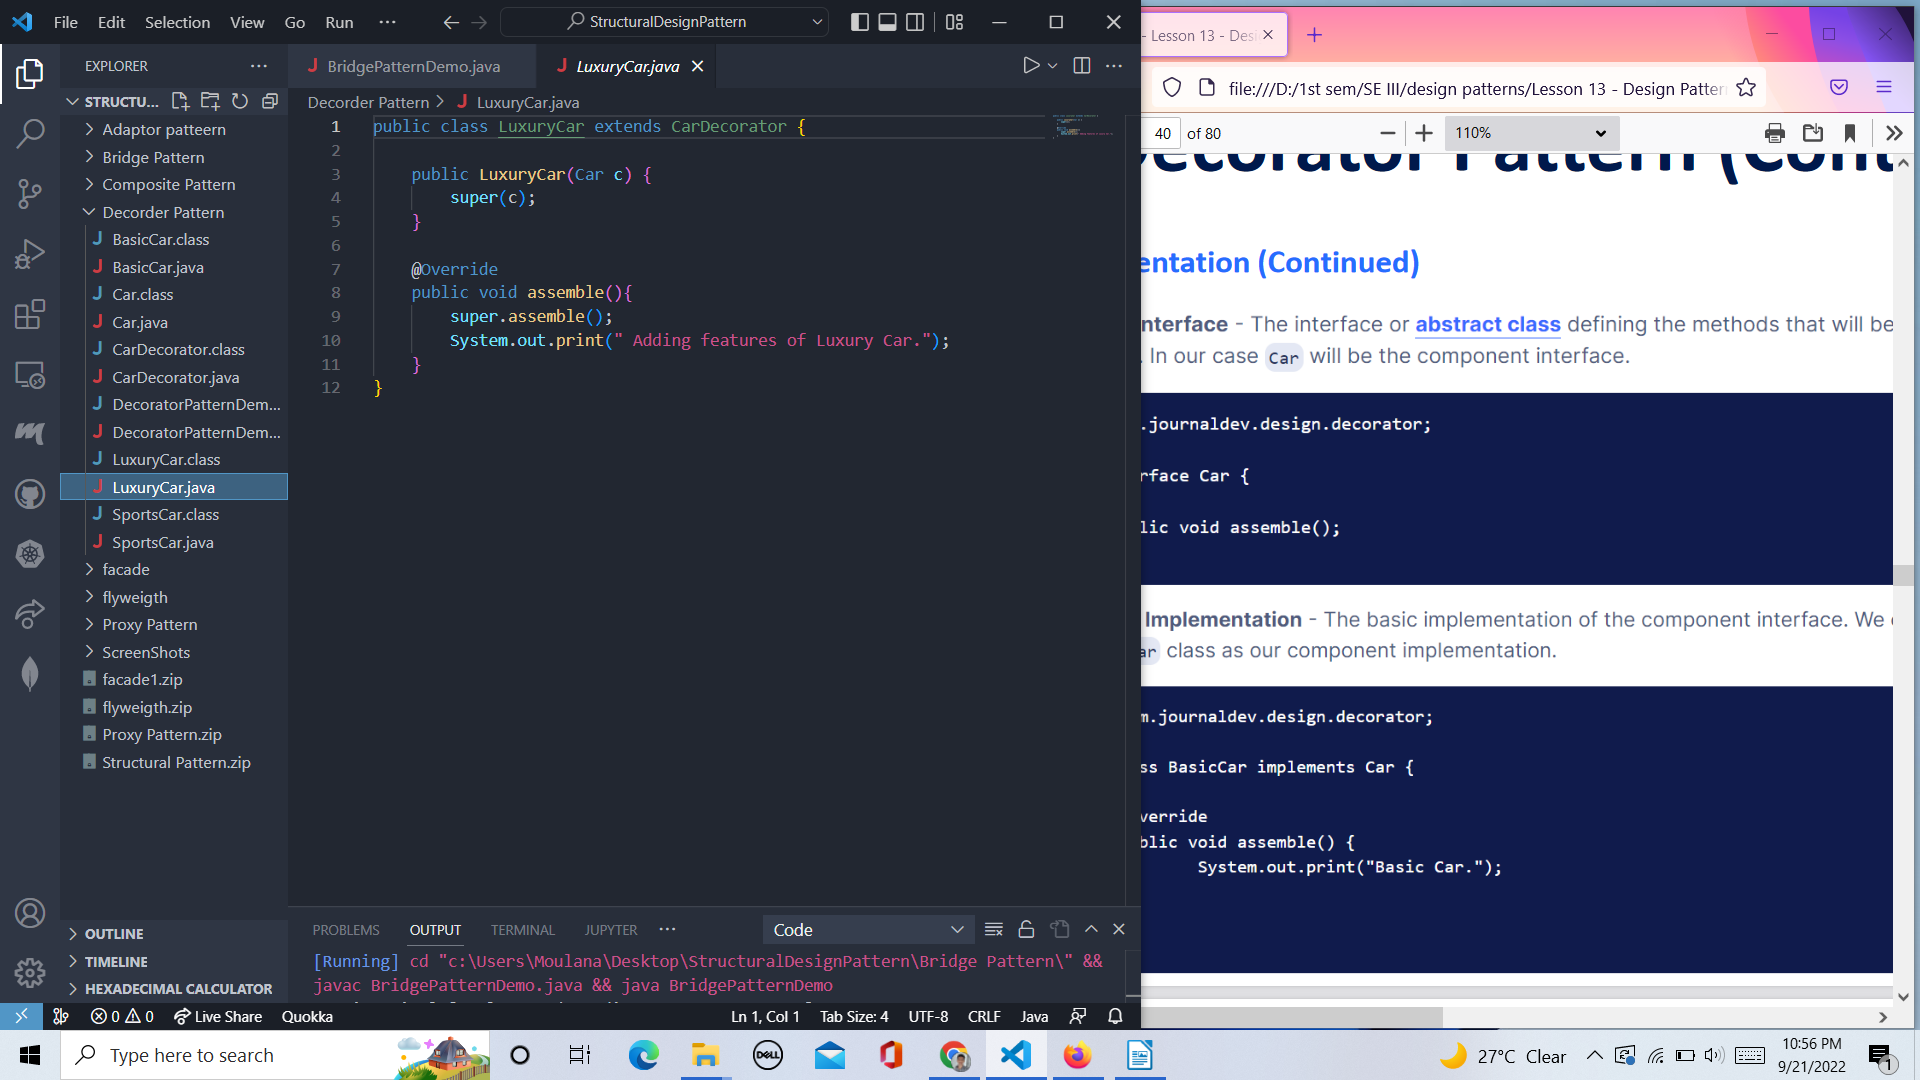 File Edit Selection View Go Run ···
StructuralDesignPattern
EXPLORER
STRUCTU...
Adaptor patteern
Bridge Pattern
Composite Pattern
Decorder Pattern
BasicCar.class
BasicCar.java
Car.class
Car.java
CarDecorator.class
CarDecorator.java
DecoratorPatternDem...
DecoratorPatternDem...
LuxuryCar.class
LuxuryCar.java
SportsCar.class
SportsCar.java
facade
flyweigth
Proxy Pattern
ScreenShots
facade1.zip
flyweigth.zip
Proxy Pattern.zip
Structural Pattern.zip
OUTLINE
TIMELINE
HEXADECIMAL CALCULATOR
BridgePatternDemo.java LuxuryCar.java
Decorder Pattern > LuxuryCar.java
1 public class LuxuryCar extends CarDecorator {
2
3 public LuxuryCar(Car c) {
4 super(c);
5 }
6
7 @Override
8 public void assemble(){
9 super.assemble();
10 System.out.print(" Adding features of Luxury Car.");
11 }
12 }
PROBLEMS OUTPUT TERMINAL JUPYTER ··· Code
[Running] cd "c:\Users\Moulana\Desktop\StructuralDesignPattern\Bridge Pattern\" &&
javac BridgePatternDemo.java && java BridgePatternDemo
0 0 Live Share Quokka Ln 1, Col 1 Tab Size: 4 UTF-8 CRLF Java
- Lesson 13 - Desi
file:///D:/1st sem/SE III/design patterns/Lesson 13 - Design Patter
40 of 80 110%
ecorator Pattern (Cont
entation (Continued)
nterface - The interface or abstract class defining the methods that will be
. In our case Car will be the component interface.
.journaldev.design.decorator;
rface Car {
lic void assemble();
Implementation - The basic implementation of the component interface. We
ar class as our component implementation.
m.journaldev.design.decorator;
ss BasicCar implements Car {
verride
blic void assemble() {
System.out.print("Basic Car.");
Type here to search
DELL
27°C Clear
10:56 PM
9/21/2022
1